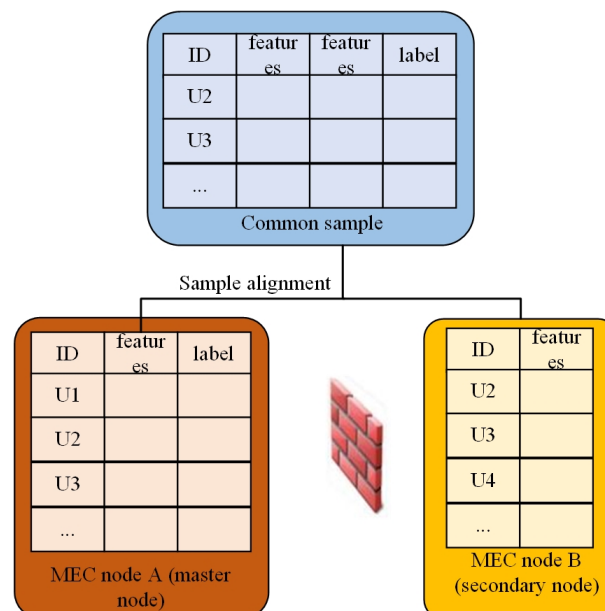 ID featur es featur es label
U2
U3
...
Common sample
Sample alignment
ID featur es label
U1
U2
U3
...
MEC node A (master
node)
ID featur es
U2
U3
U4
...
MEC node B
(secondary node)